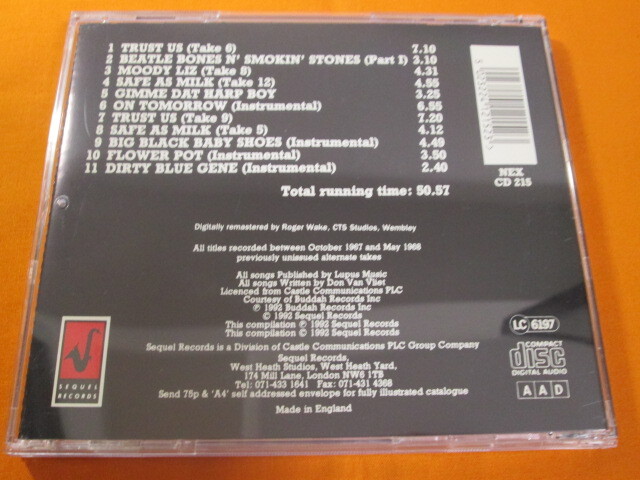 1 TRUST US (Take 6) 7.10
2 BEATLE BONES N' SMOKIN' STONES (Part I) 3.10
3 MOODY LIZ (Take 8) 4.31
4 SAFE AS MILK (Take 12) 4.55
5 GIMME DAT HARP BOY 3.25
6 ON TOMORROW (Instrumental) 6.55
7 TRUST US (Take 9) 7.20
8 SAFE AS MILK (Take 5) 4.12
9 BIG BLACK BABY SHOES (Instrumental) 4.49
10 FLOWER POT (Instrumental) 3.50
11 DIRTY BLUE GENE (Instrumental) 2.40
Total running time: 50.57
NEX
CD 215
Digitally remastered by Roger Wake, CTS Studios, Wembley
All titles recorded between October 1967 and May 1968
previously unissued alternate takes
All songs Published by Lupus Music
All songs Written by Don Van Vliet
Licenced from Castle Communications PLC
Courtesy of Buddah Records Inc
℗ 1992 Buddah Records Inc
© 1992 Sequel Records
This compilation ℗ 1992 Sequel Records
This compilation © 1992 Sequel Records
Sequel Records is a Division of Castle Communications PLC Group Company
Sequel Records,
West Heath Studios, West Heath Yard,
174 Mill Lane, London NW6 1TB
Tel: 071-433 1641 Fax: 071-431 4368
Send 75p & 'A4' self addressed envelope for fully illustrated catalogue
Made in England
SEQUEL
RECORDS
LC 6197
COMPACT
disc
DIGITAL AUDIO
A A D